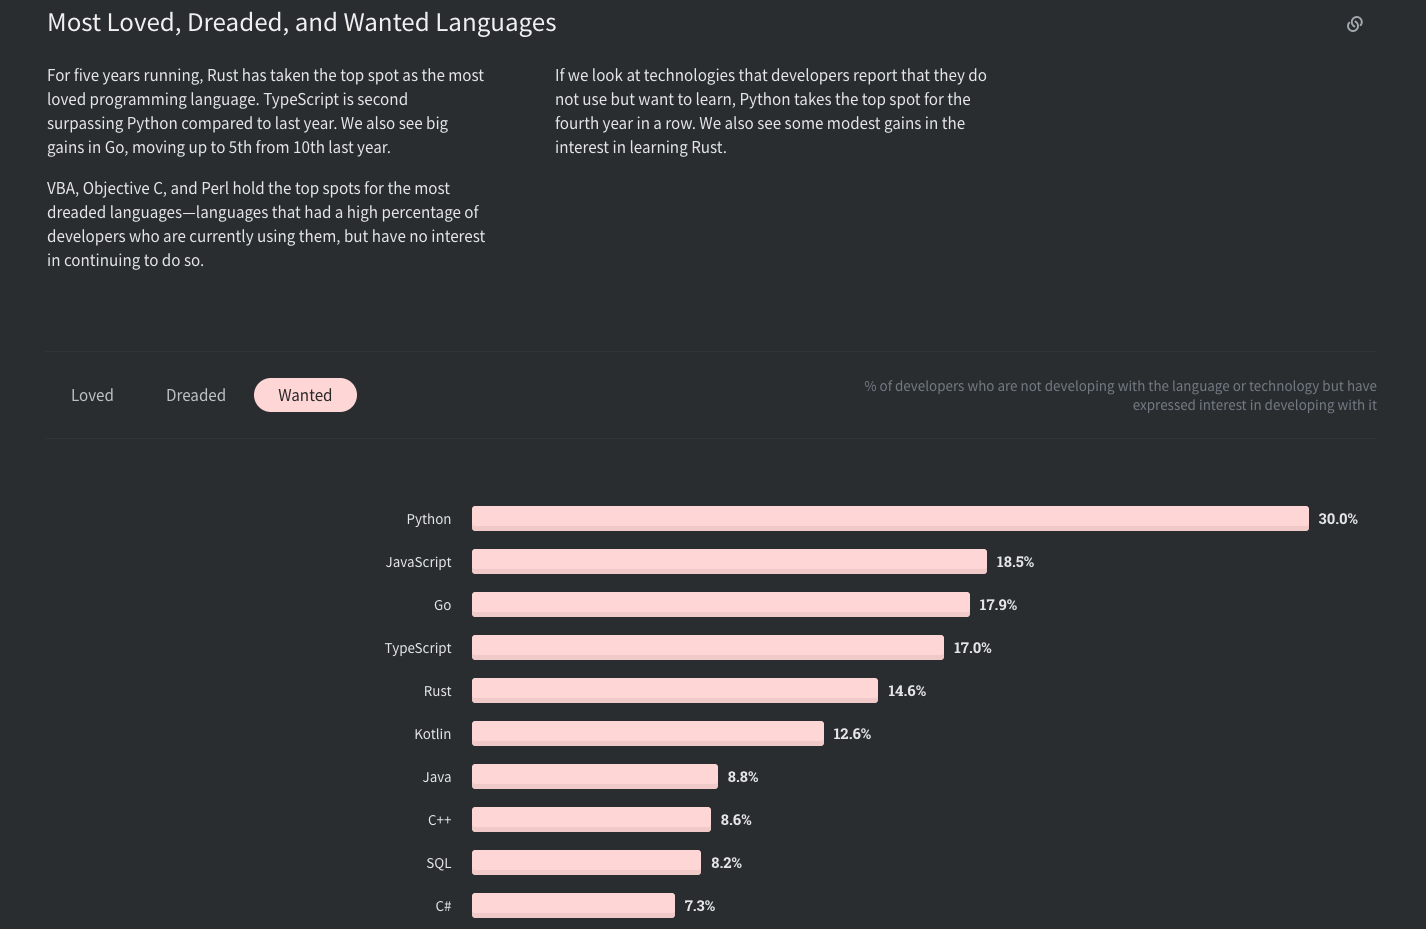 Most Loved, Dreaded, and Wanted Languages
For five years running, Rust has taken the top spot as the most
loved programming language. TypeScript is second
surpassing Python compared to last year. We also see big
gains in Go, moving up to 5th from 10th last year.
VBA, Objective C, and Perl hold the top spots for the most
dreaded languages—languages that had a high percentage of
developers who are currently using them, but have no interest
in continuing to do so.
If we look at technologies that developers report that they do
not use but want to learn, Python takes the top spot for the
fourth year in a row. We also see some modest gains in the
interest in learning Rust.
Loved Dreaded Wanted
% of developers who are not developing with the language or technology but have
expressed interest in developing with it
Python 30.0%
JavaScript 18.5%
Go 17.9%
TypeScript 17.0%
Rust 14.6%
Kotlin 12.6%
Java 8.8%
C++ 8.6%
SQL 8.2%
C# 7.3%